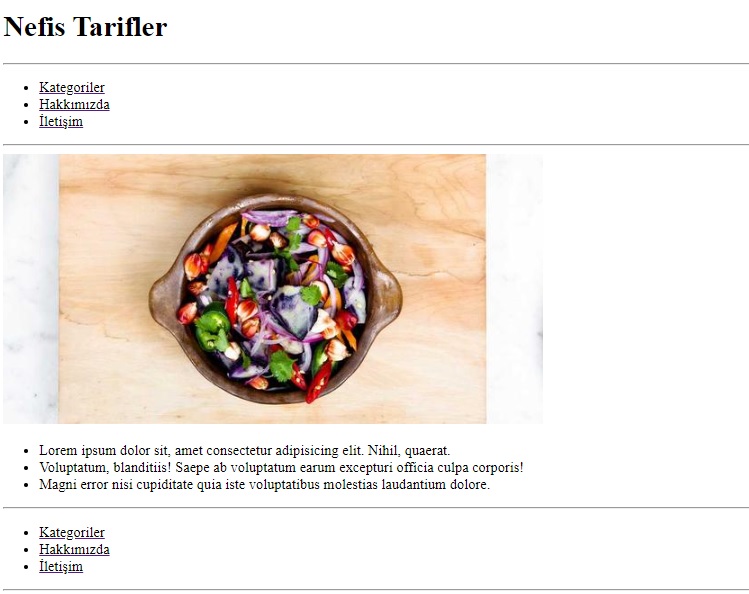 Nefis Tarifler
Kategoriler
Hakkımızda
İletişim
Lorem ipsum dolor sit, amet consectetur adipisicing elit. Nihil, quaerat.
Voluptatum, blanditiis! Saepe ab voluptatum earum excepturi officia culpa corporis!
Magni error nisi cupiditate quia iste voluptatibus molestias laudantium dolore.
Kategoriler
Hakkımızda
İletişim